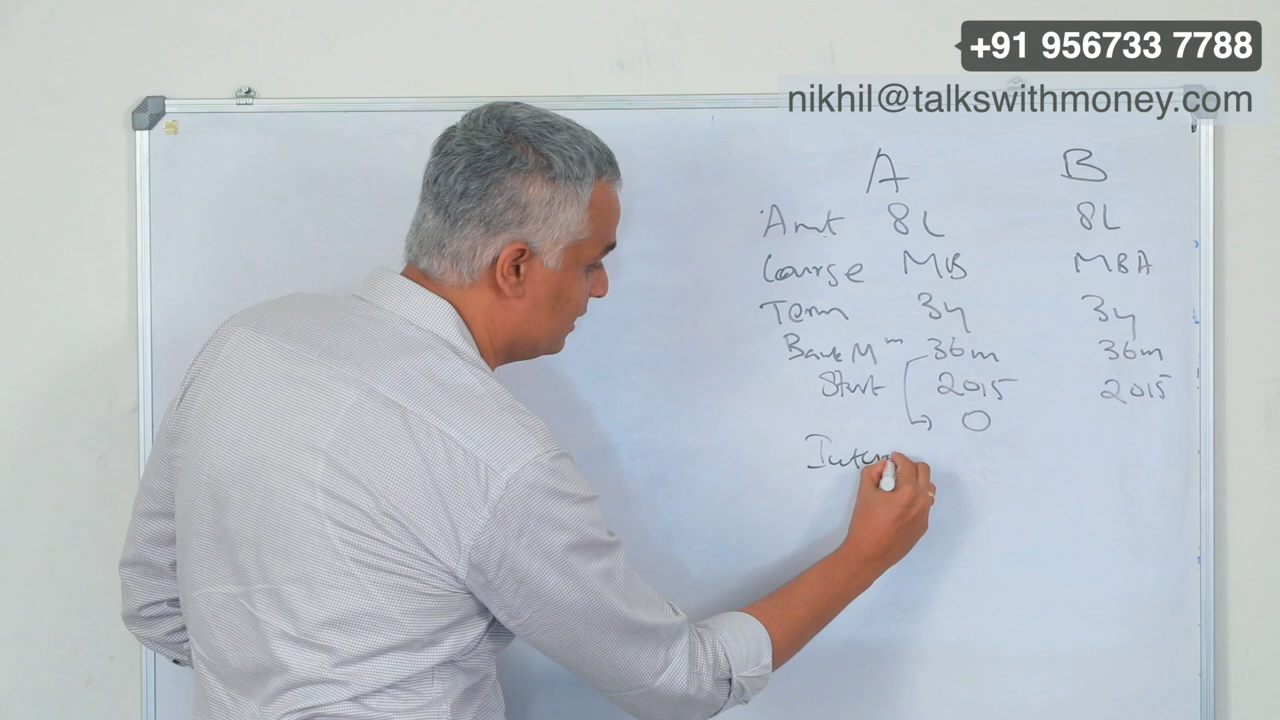 +91 956733 7788
nikhil@talkswithmoney.com
A B
Amt 8L 8L
Course MB MBA
Term 3y 3y
36m 36m
Start 2015 2015
0